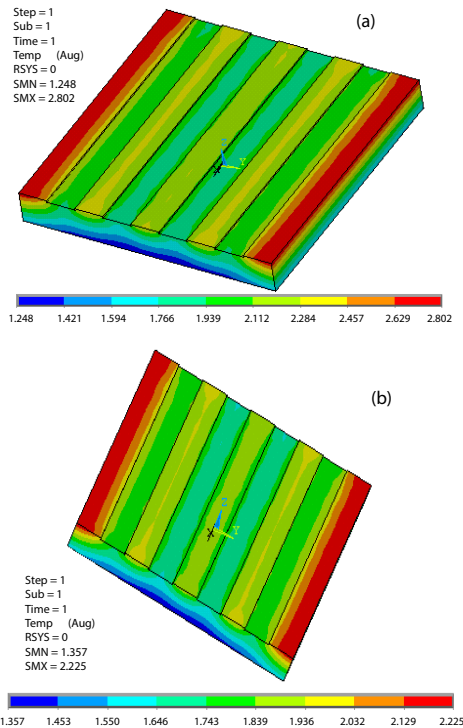 Step = 1
(a)
Sub = 1
Time = 1
Temp (Aug)
RSYS = 0
SMN = 1.248
SMX = 2.802
Z
Y
X
1.248 1.421 1.594 1.766 1.939 2.112 2.284 2.457 2.629 2.802
(b)
Z
Y
X
Step = 1
Sub = 1
Time = 1
Temp (Aug)
RSYS = 0
SMN = 1.357
SMX = 2.225
1.357 1.453 1.550 1.646 1.743 1.839 1.936 2.032 2.129 2.225